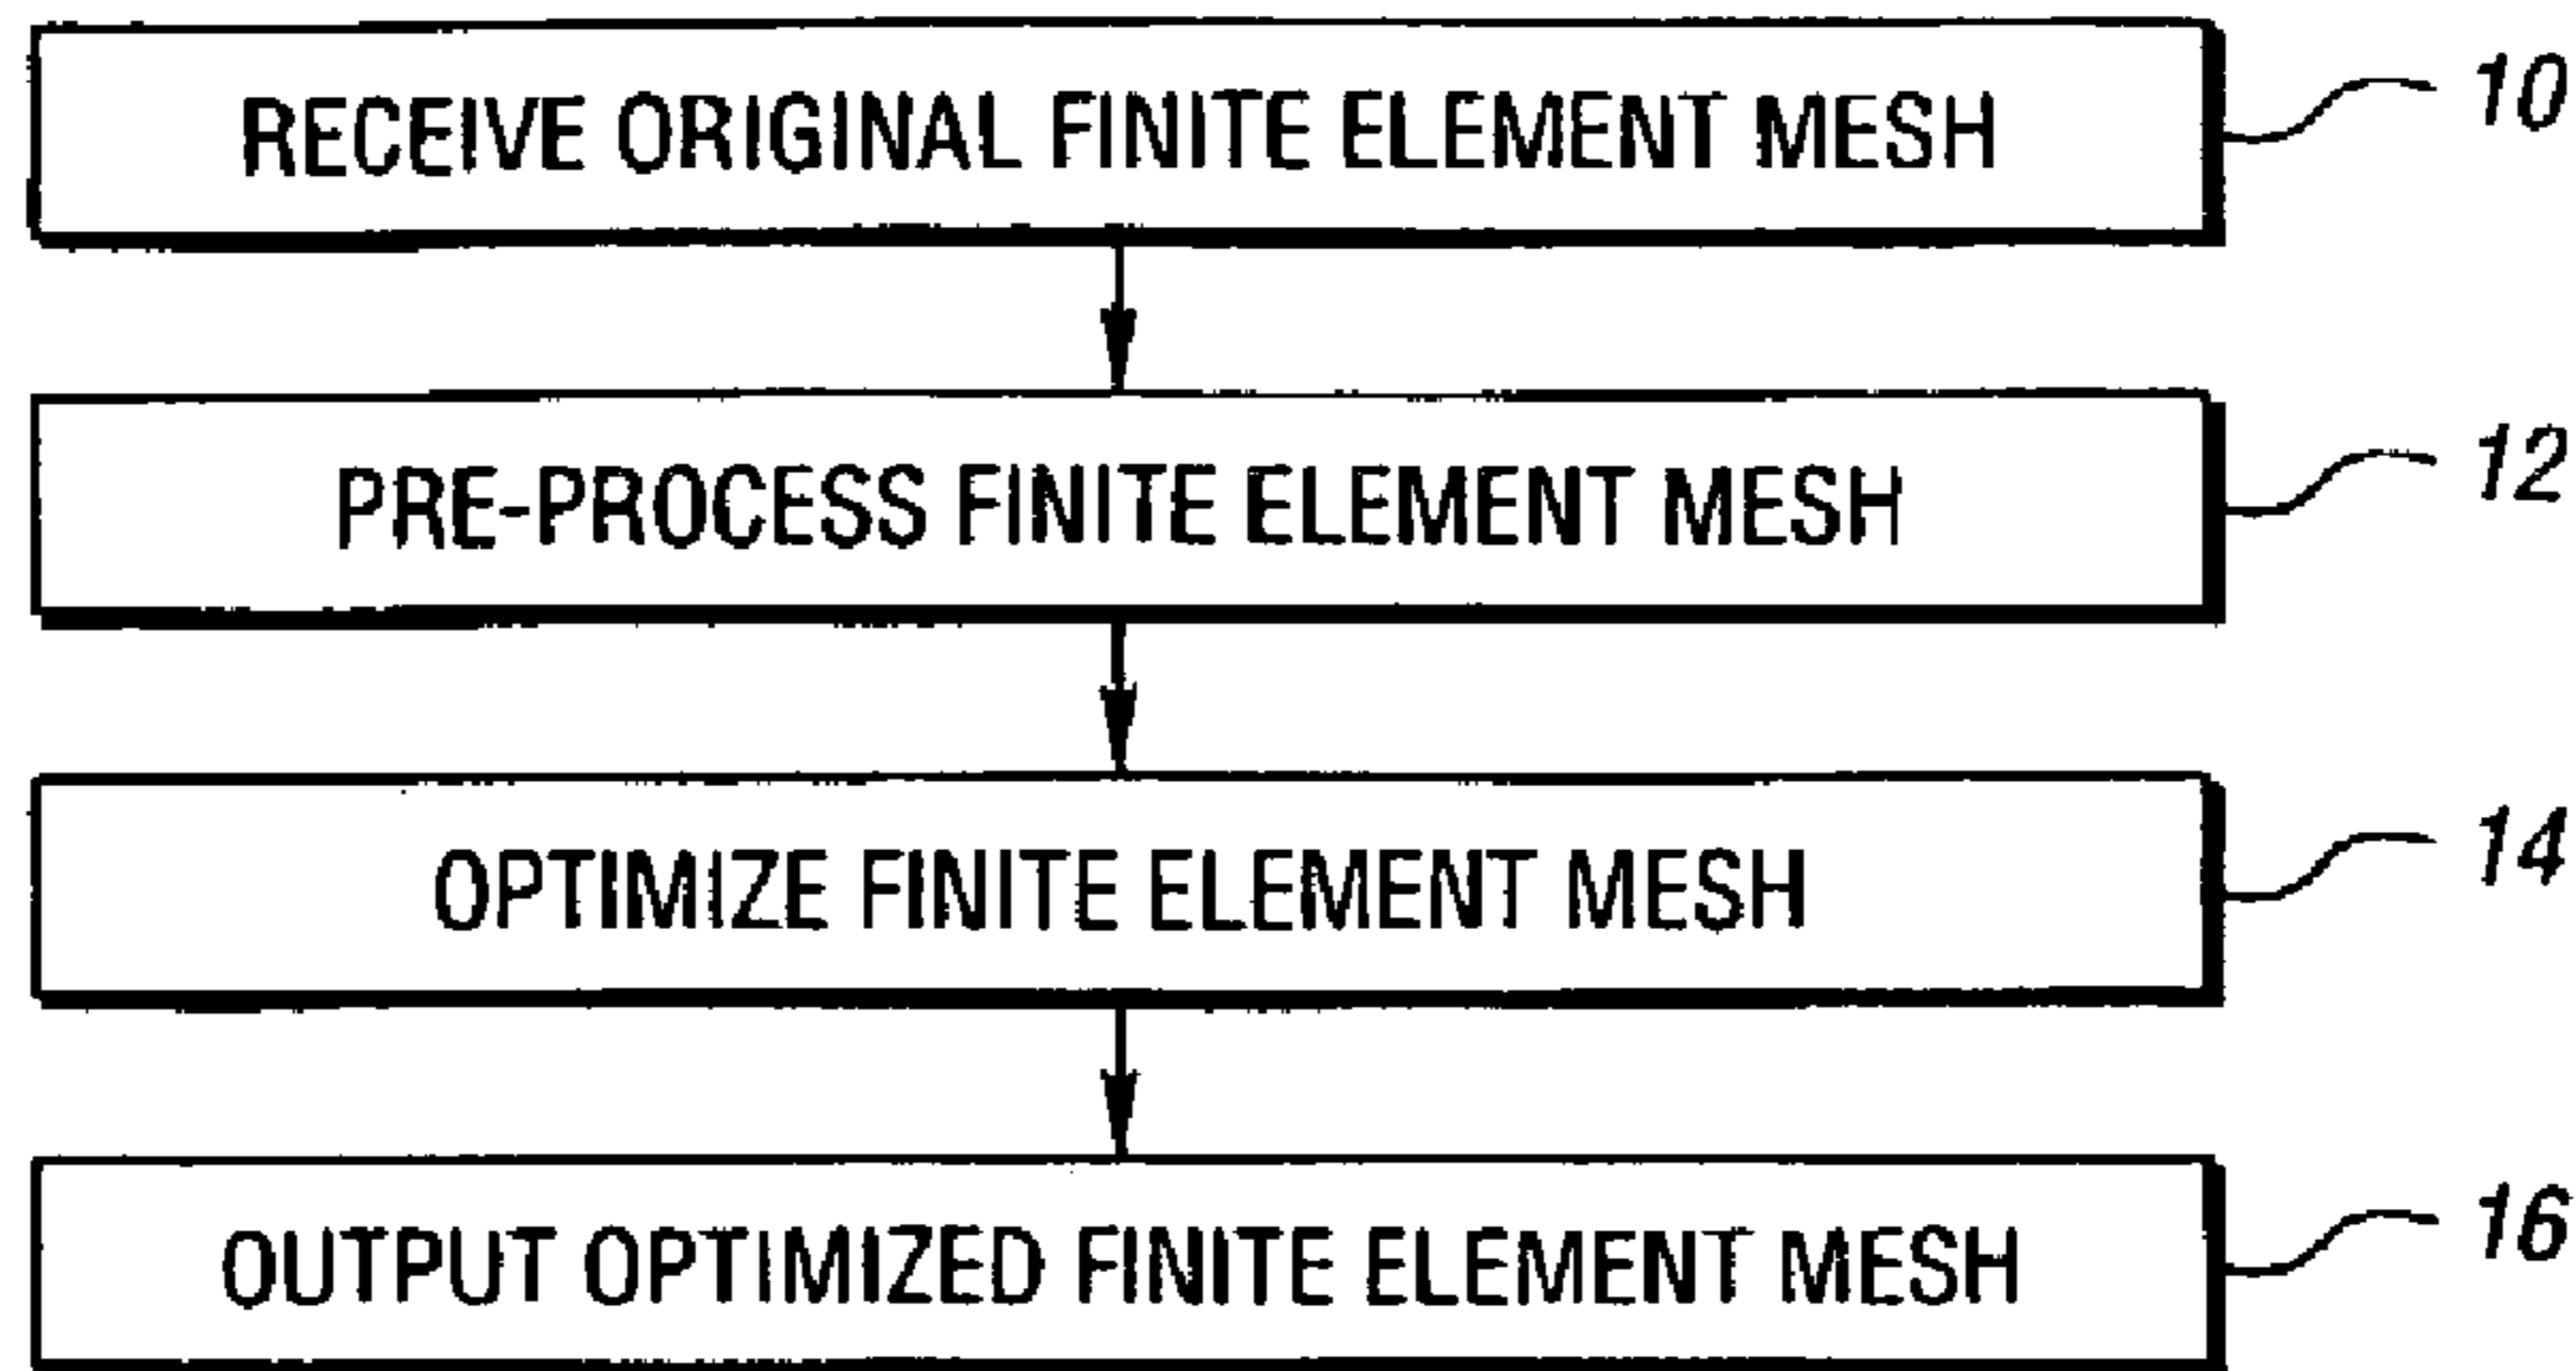 RECEIVE ORIGINAL FINITE ELEMENT MESH
10
PRE-PROCESS FINITE ELEMENT MESH
12
OPTIMIZE FINITE ELEMENT MESH
14
OUTPUT OPTIMIZED FINITE ELEMENT MESH
16